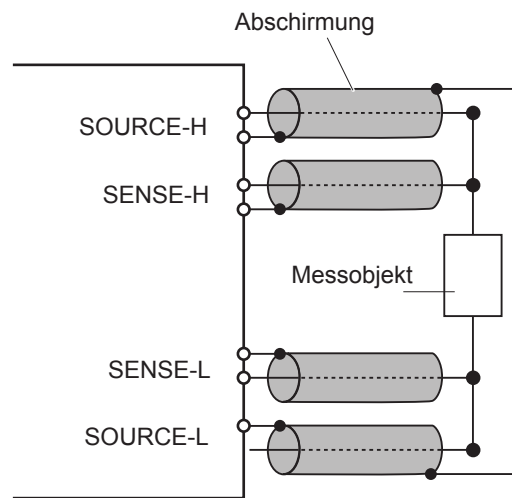 Abschirmung
SOURCE-H
SENSE-H
Messobjekt
SENSE-L
SOURCE-L